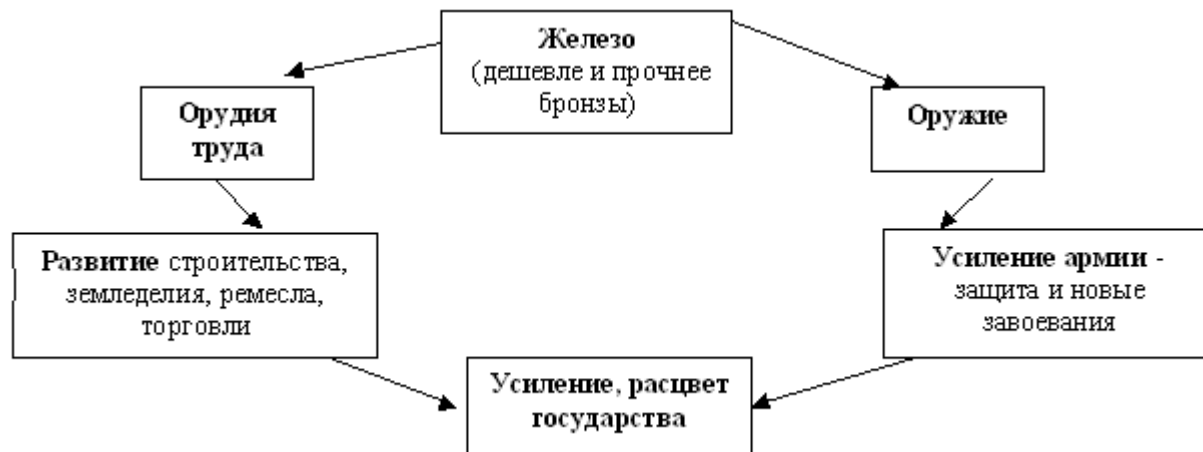 Железо
(дешевле и прочнее
бронзы)
Орудия
труда
Оружие
Развитие строительства,
земледелия, ремесла,
торговли
Усиление армии -
защита и новые
завоевания
Усиление, расцвет
государства